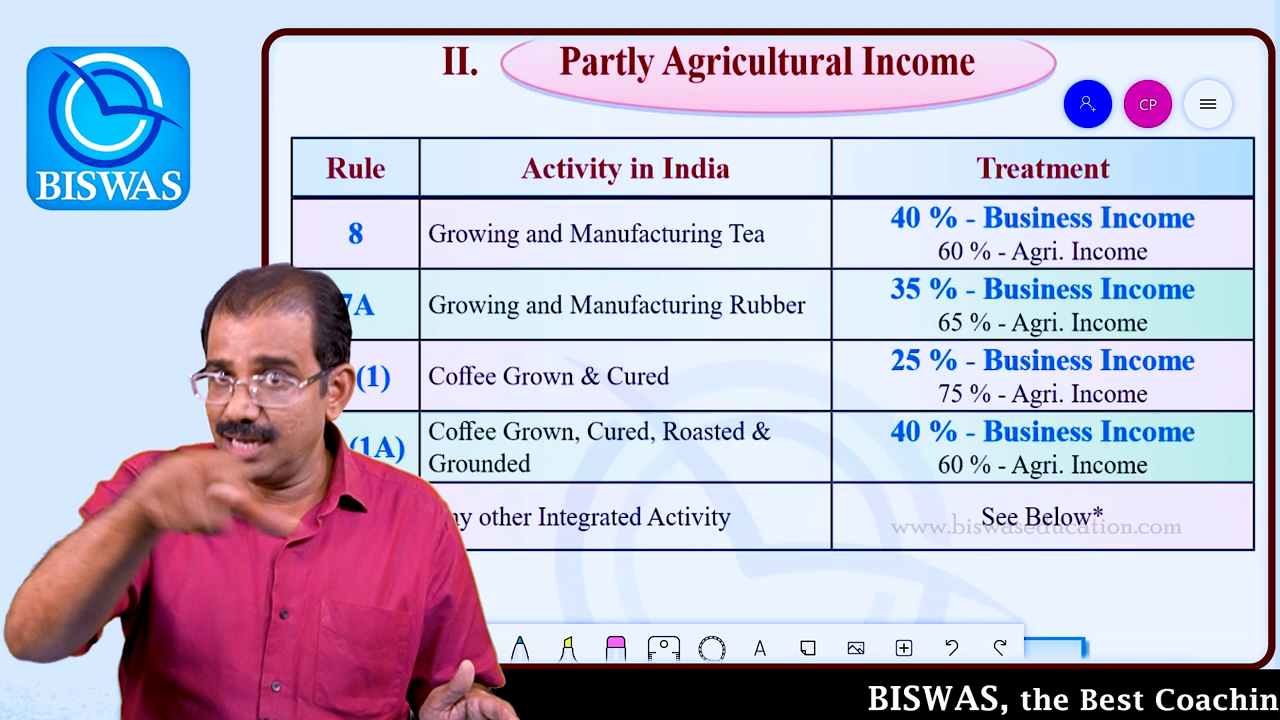 BISWAS
II. Partly Agricultural Income
CP
Rule Activity in India Treatment
8 Growing and Manufacturing Tea 40 % - Business Income
60 % - Agri. Income
7A Growing and Manufacturing Rubber 35 % - Business Income
65 % - Agri. Income
(1) Coffee Grown & Cured 25 % - Business Income
75 % - Agri. Income
(1A) Coffee Grown, Cured, Roasted &
Grounded
40 % - Business Income
60 % - Agri. Income
ny other Integrated Activity See Below*
www.biswaseducation.com
A
BISWAS, the Best Coachin